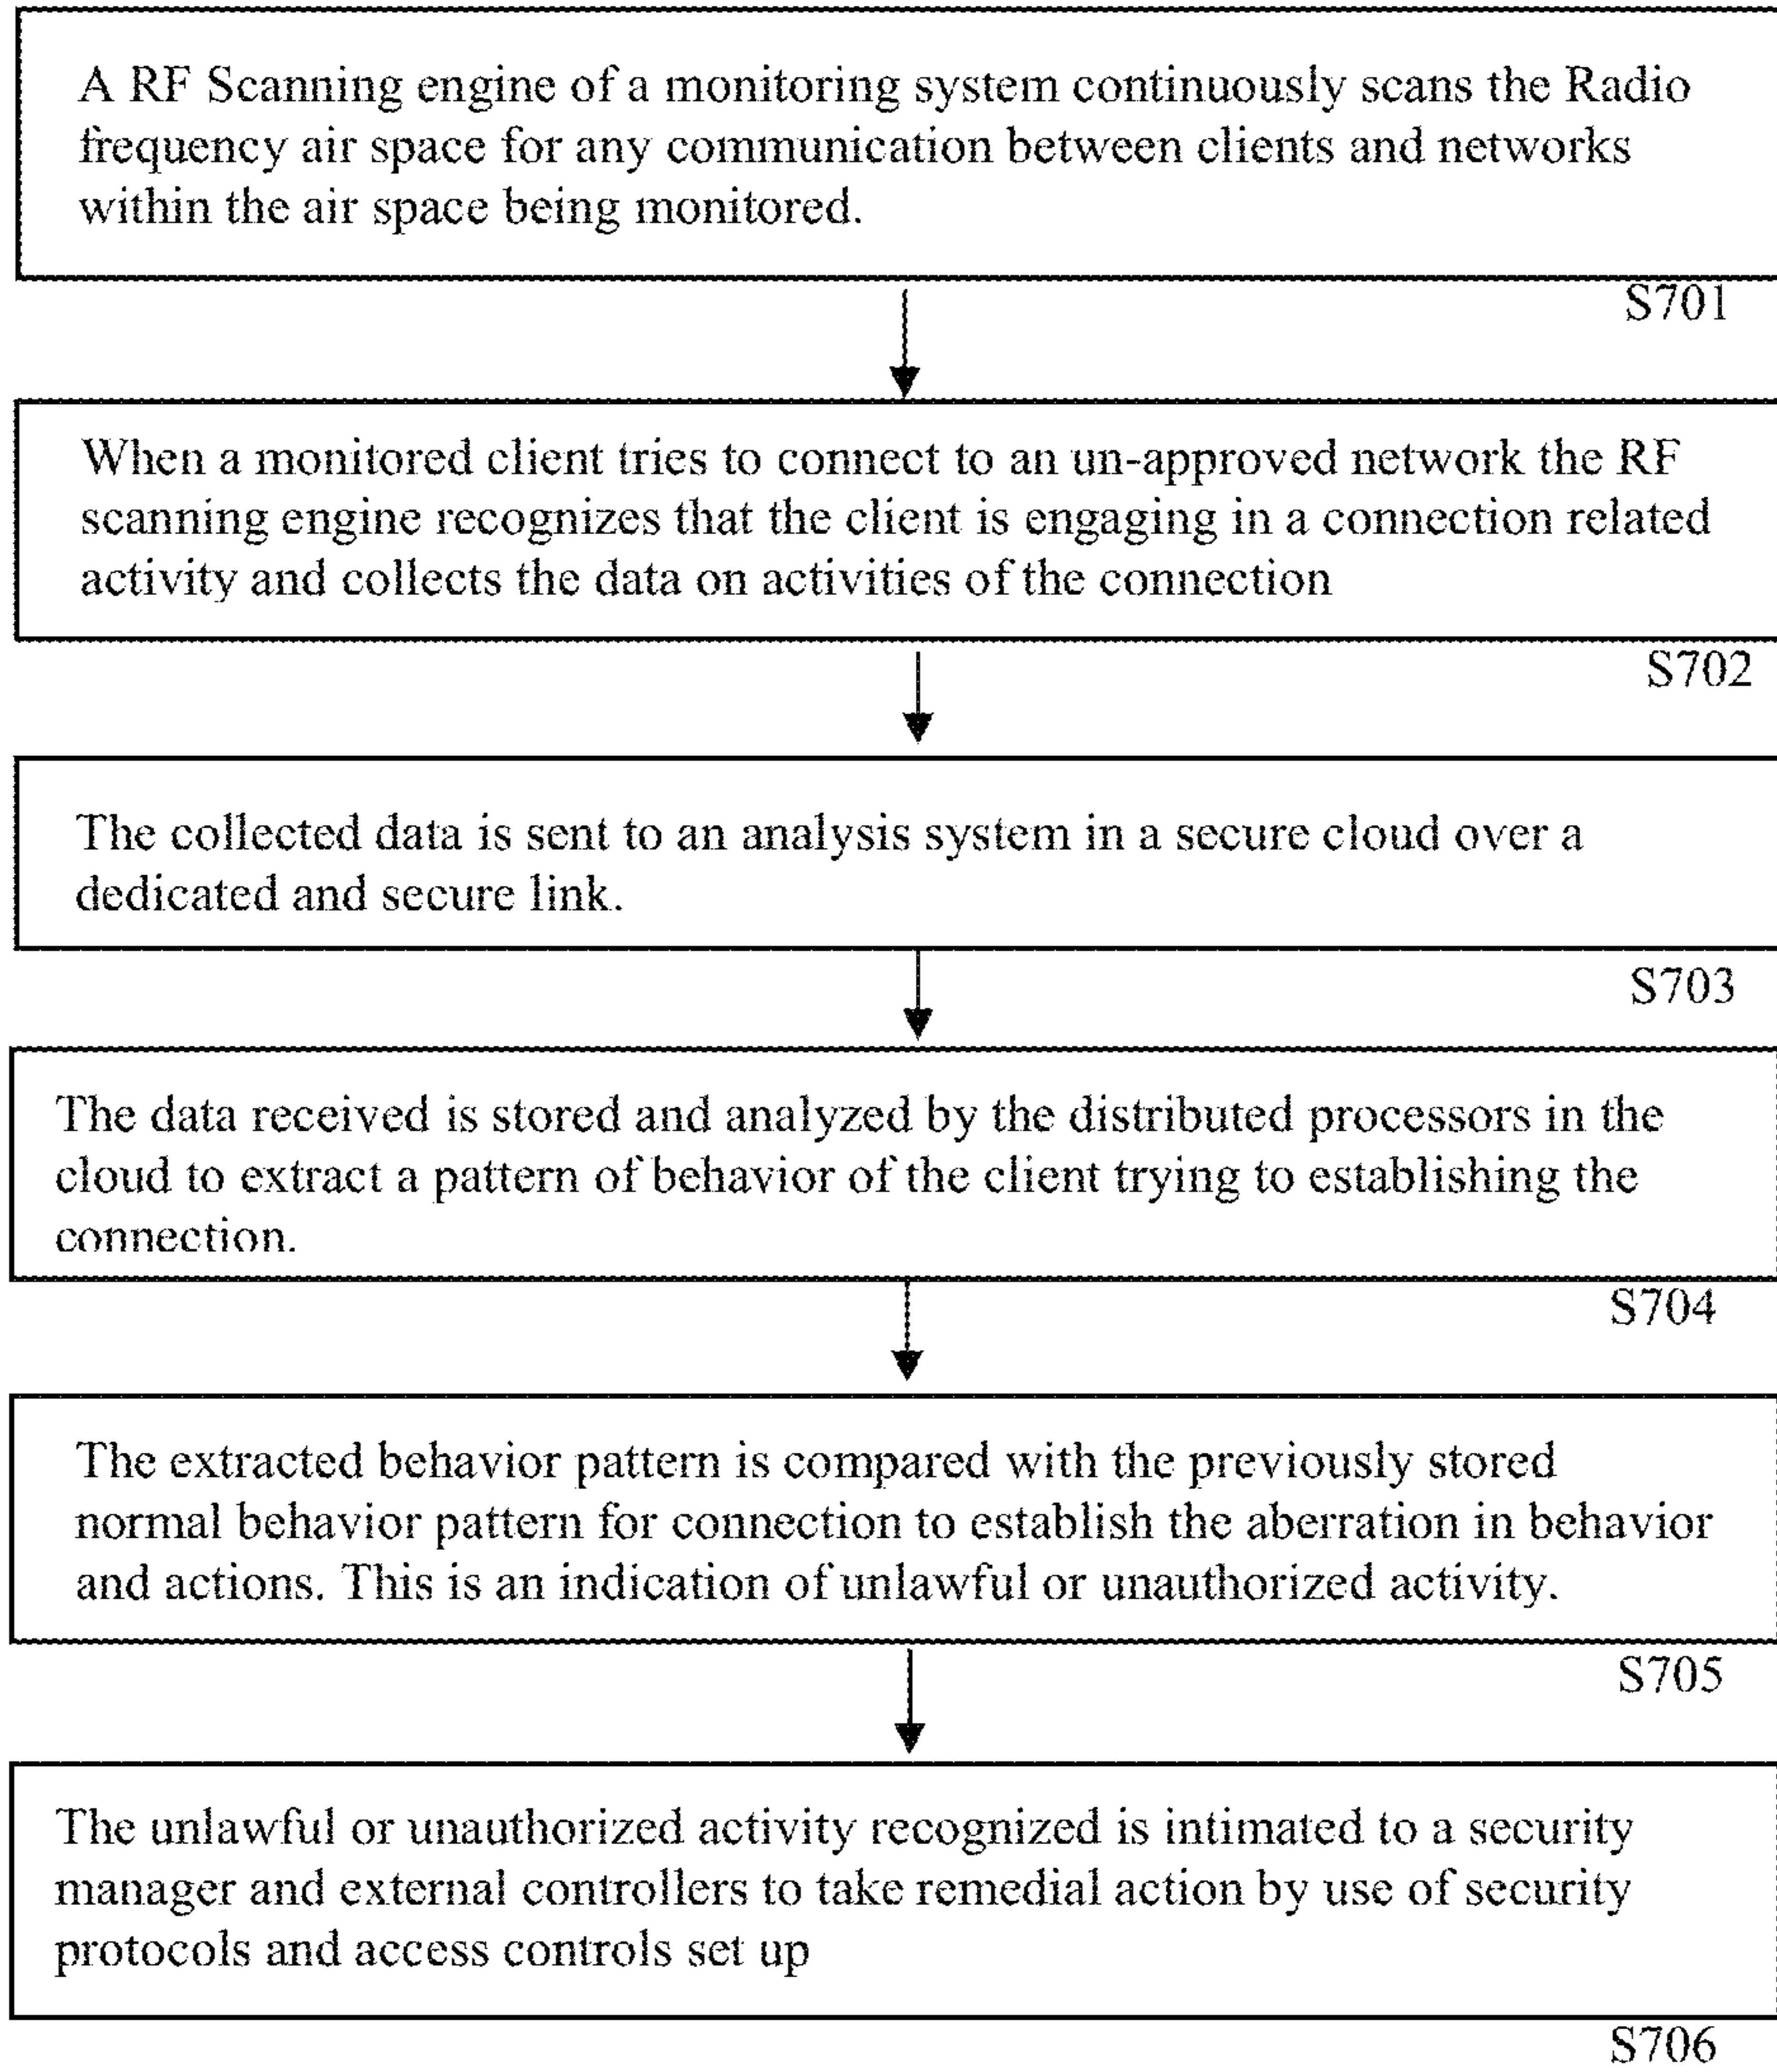 A RF Scanning engine of a monitoring system continuously scans the Radio
frequency air space for any communication between clients and networks
within the air space being monitored.
S701
When a monitored client tries to connect to an un-approved network the RF
scanning engine recognizes that the client is engaging in a connection related
activity and collects the data on activities of the connection
S702
The collected data is sent to an analysis system in a secure cloud over a
dedicated and secure link.
S703
The data received is stored and analyzed by the distributed processors in the
cloud to extract a pattern of behavior of the client trying to establishing the
connection.
S704
The extracted behavior pattern is compared with the previously stored
normal behavior pattern for connection to establish the aberration in behavior
and actions. This is an indication of unlawful or unauthorized activity.
S705
The unlawful or unauthorized activity recognized is intimated to a security
manager and external controllers to take remedial action by use of security
protocols and access controls set up
S706